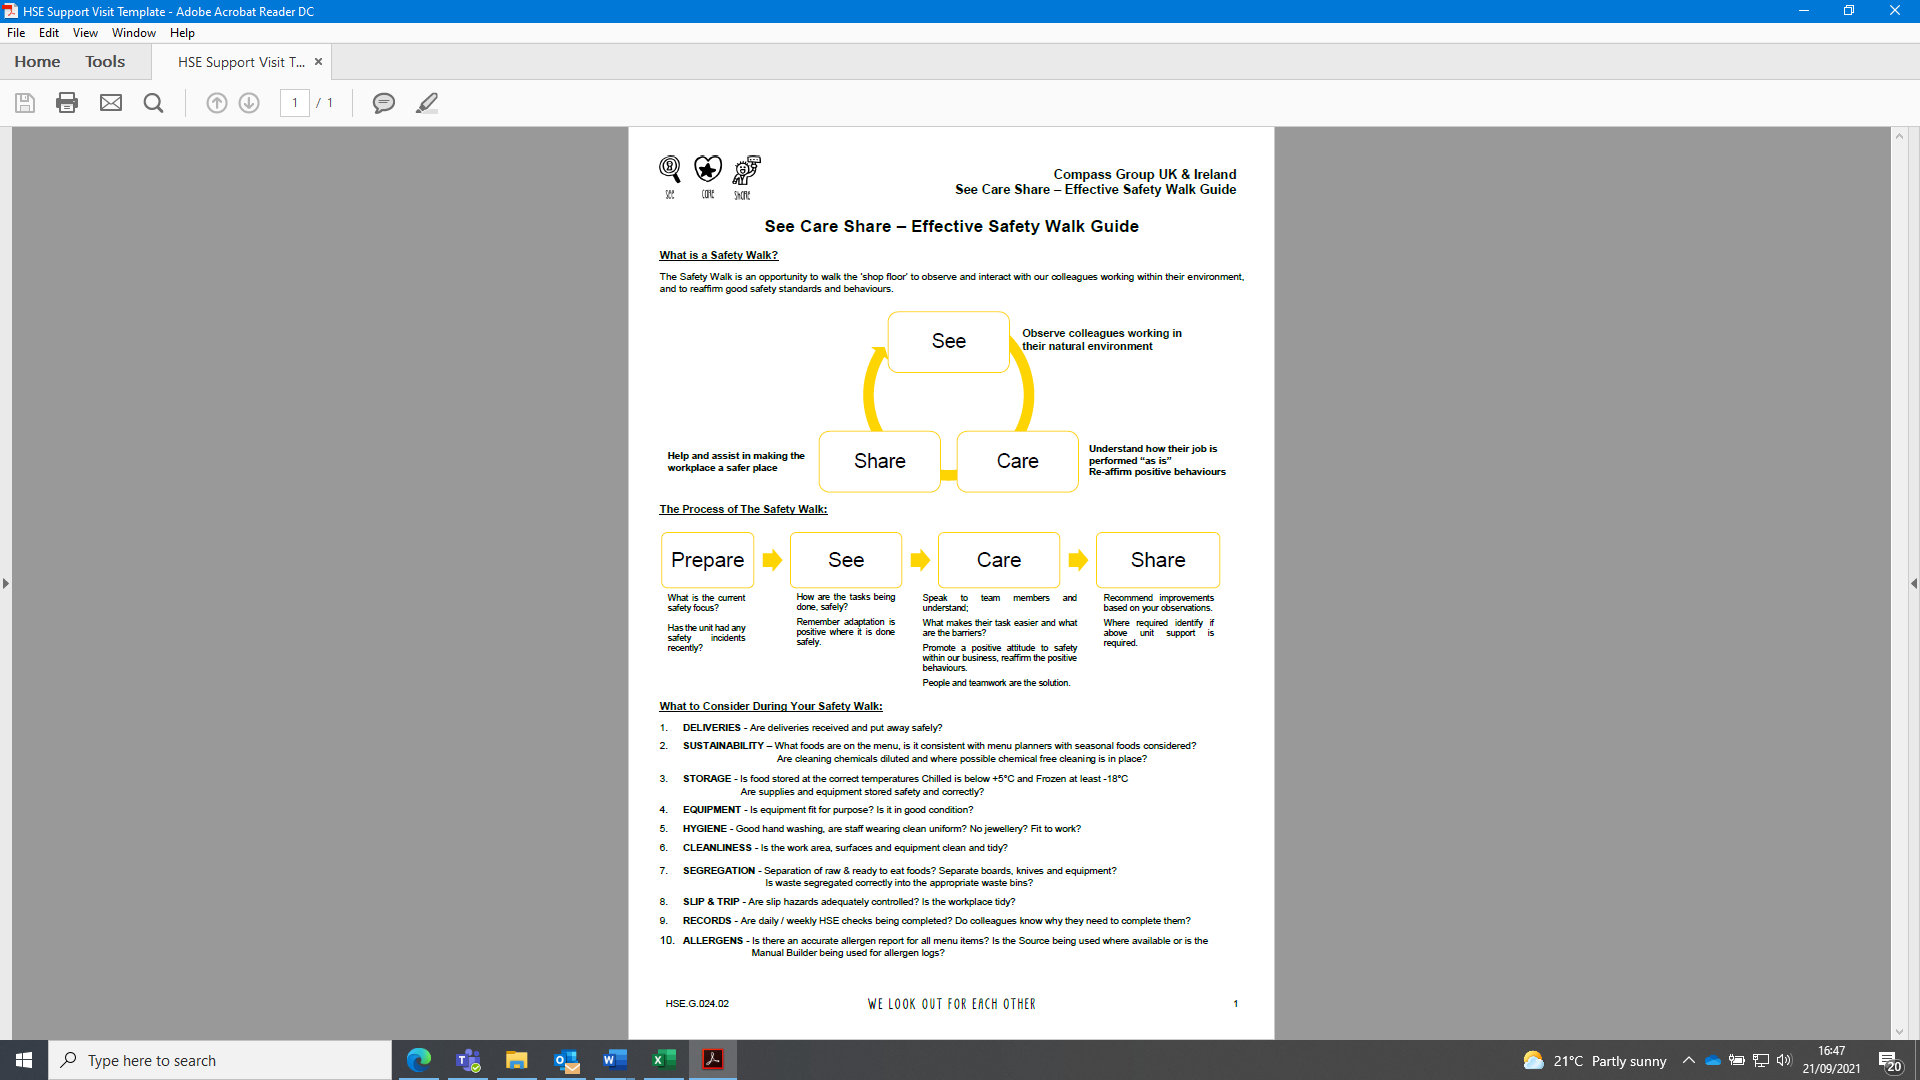 HSE Support Visit Template - Adobe Acrobat Reader DC
File Edit View Window Help
Home Tools HSE Support Visit T... ×
1 / 1
SEE CARE SHARE
Compass Group UK & Ireland
See Care Share – Effective Safety Walk Guide
See Care Share – Effective Safety Walk Guide
What is a Safety Walk?
The Safety Walk is an opportunity to walk the 'shop floor' to observe and interact with our colleagues working within their environment,
and to reaffirm good safety standards and behaviours.
See
Observe colleagues working in
their natural environment
Help and assist in making the
workplace a safer place
Share
Care
Understand how their job is
performed “as is”
Re-affirm positive behaviours
The Process of The Safety Walk:
Prepare
See
Care
Share
What is the current
safety focus?
Has the unit had any
safety incidents
recently?
How are the tasks being
done, safely?
Remember adaptation is
positive where it is done
safely.
Speak to team members and
understand;
What makes their task easier and what
are the barriers?
Promote a positive attitude to safety
within our business, reaffirm the positive
behaviours.
People and teamwork are the solution.
Recommend improvements
based on your observations.
Where required identify if
above unit support is
required.
What to Consider During Your Safety Walk:
1. DELIVERIES - Are deliveries received and put away safely?
2. SUSTAINABILITY – What foods are on the menu, is it consistent with menu planners with seasonal foods considered?
Are cleaning chemicals diluted and where possible chemical free cleaning is in place?
3. STORAGE - Is food stored at the correct temperatures Chilled is below +5°C and Frozen at least -18°C
Are supplies and equipment stored safety and correctly?
4. EQUIPMENT - Is equipment fit for purpose? Is it in good condition?
5. HYGIENE - Good hand washing, are staff wearing clean uniform? No jewellery? Fit to work?
6. CLEANLINESS - Is the work area, surfaces and equipment clean and tidy?
7. SEGREGATION - Separation of raw & ready to eat foods? Separate boards, knives and equipment?
Is waste segregated correctly into the appropriate waste bins?
8. SLIP & TRIP - Are slip hazards adequately controlled? Is the workplace tidy?
9. RECORDS - Are daily / weekly HSE checks being completed? Do colleagues know why they need to complete them?
10. ALLERGENS - Is there an accurate allergen report for all menu items? Is the Source being used where available or is the
Manual Builder being used for allergen logs?
HSE.G.024.02 WE LOOK OUT FOR EACH OTHER 1
Type here to search
21°C Partly sunny
16:47
21/09/2021
20